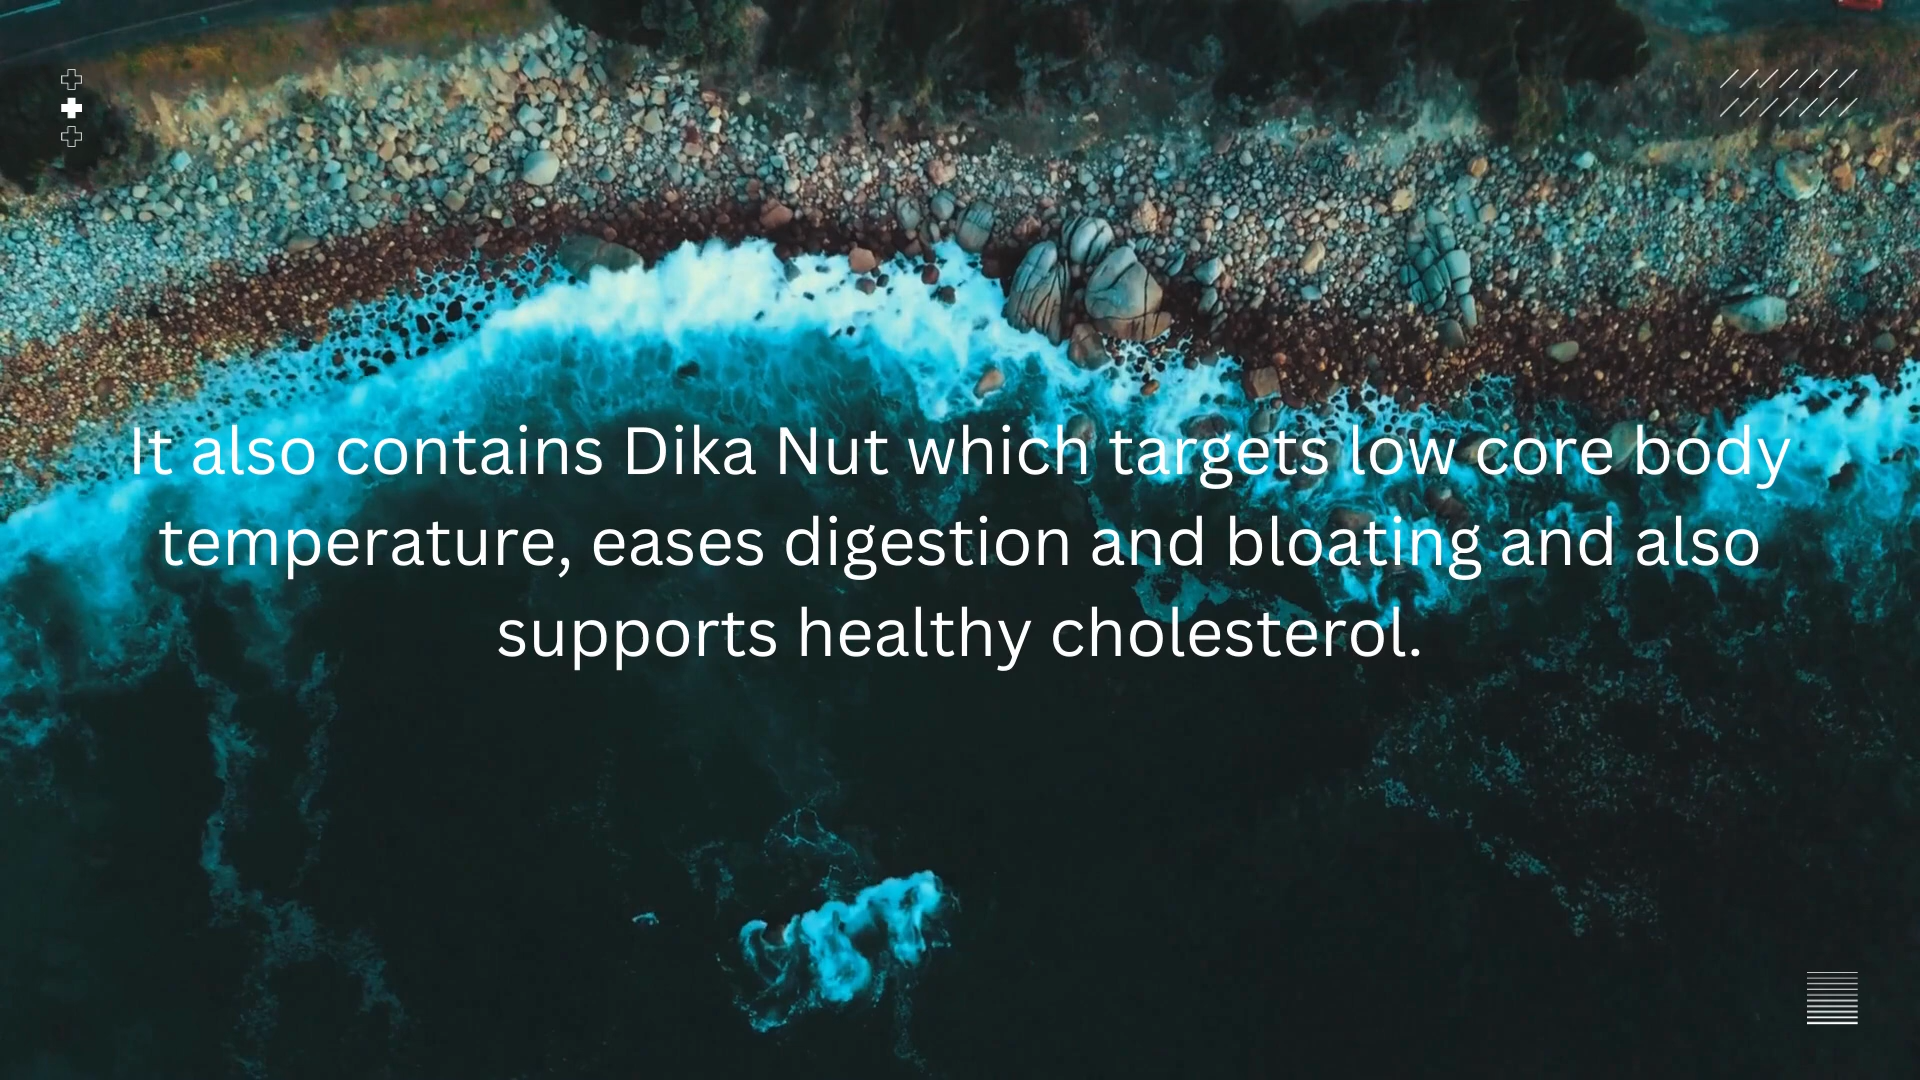 It also contains Dika Nut which targets low core body
temperature, eases digestion and bloating and also
supports healthy cholesterol.